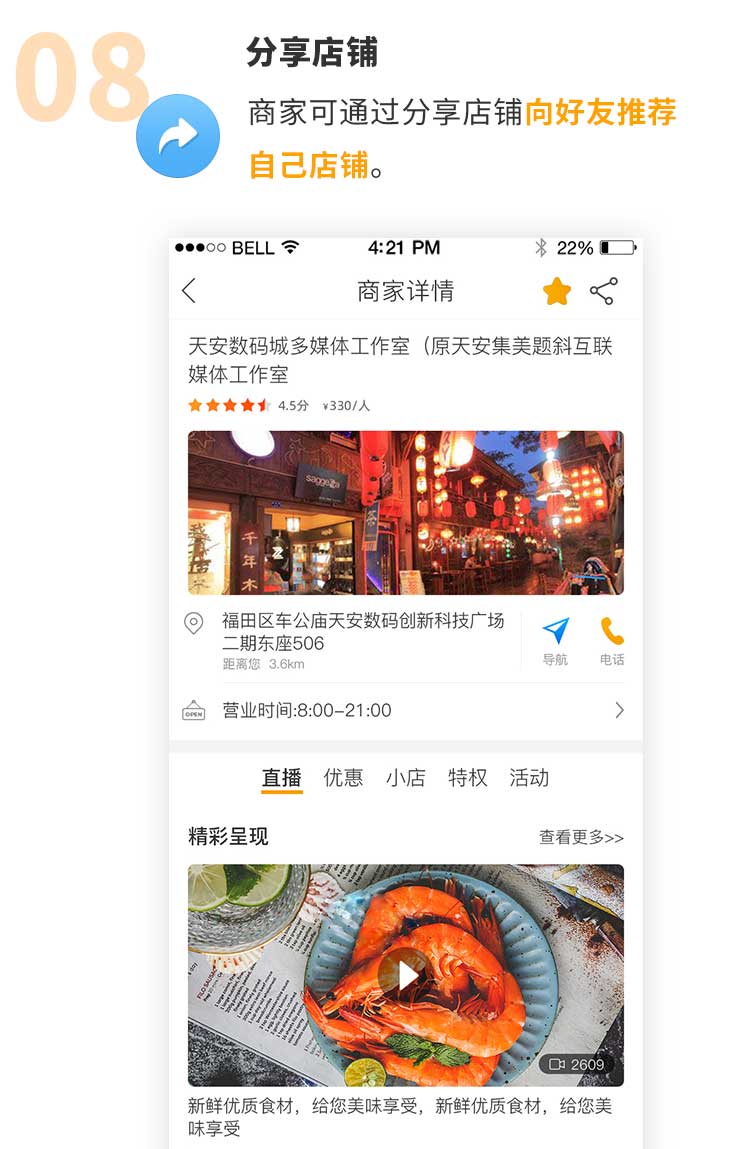 08
分享店铺
商家可通过分享店铺向好友推荐
自己店铺。
BELL 4:21 PM 22%
商家详情
天安数码城多媒体工作室（原天安集美题斜互联
媒体工作室
4.5分 ¥330/人
saggezza
千年木
福田区车公庙天安数码创新科技广场
二期东座506
距离您 3.6km
导航 电话
OPEN 营业时间:8:00-21:00
直播 优惠 小店 特权 活动
精彩呈现 查看更多>>
2609
新鲜优质食材，给您美味享受，新鲜优质食材，给您美
味享受